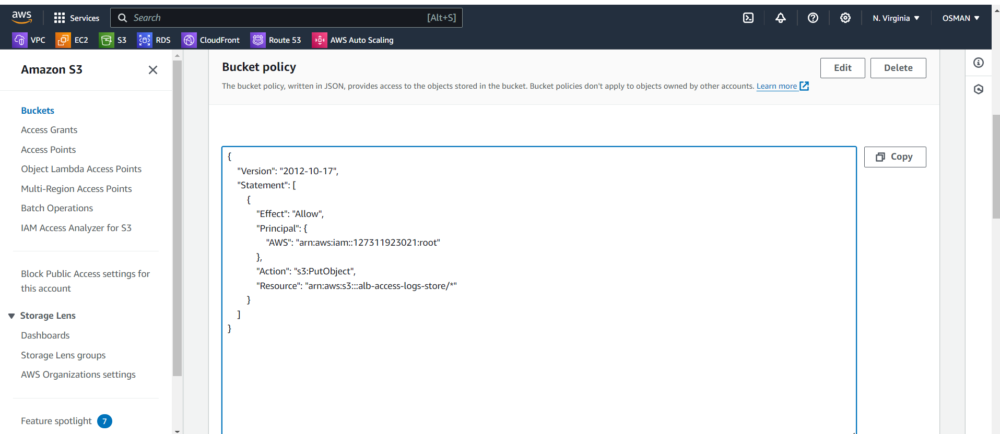 aws
Services
Search
[Alt+S]
N. Virginia
OSMAN
VPC
EC2
S3
RDS
CloudFront
Route 53
AWS Auto Scaling
Amazon S3
Buckets
Access Grants
Access Points
Object Lambda Access Points
Multi-Region Access Points
Batch Operations
IAM Access Analyzer for S3
Block Public Access settings for
this account
Storage Lens
Dashboards
Storage Lens groups
AWS Organizations settings
Feature spotlight 7
Bucket policy
Edit
Delete
The bucket policy, written in JSON, provides access to the objects stored in the bucket. Bucket policies don't apply to objects owned by other accounts. Learn more
Copy
{
"Version": "2012-10-17",
"Statement": [
{
"Effect": "Allow",
"Principal": {
"AWS": "arn:aws:iam::127311923021:root"
},
"Action": "s3:PutObject",
"Resource": "arn:aws:s3:::alb-access-logs-store/*"
}
]
}